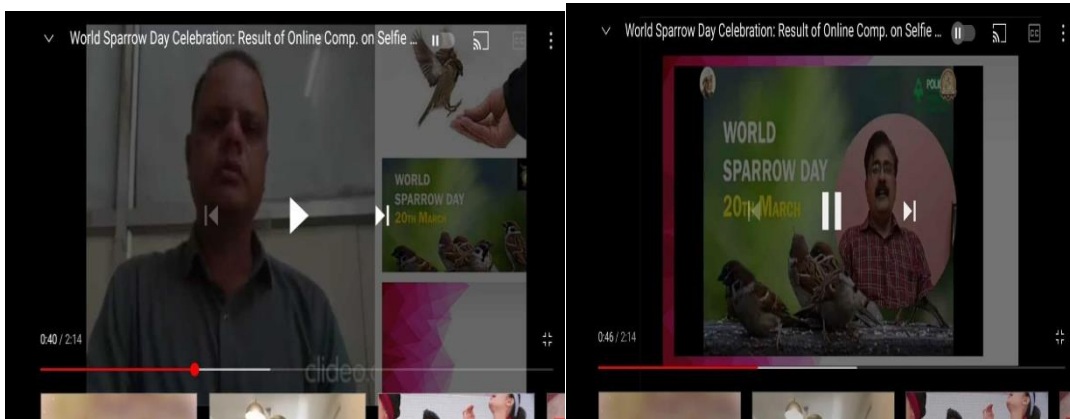 World Sparrow Day Celebration: Result of Online Comp. on Selfie ...
WORLD
SPARROW DAY
20TH MARCH
0:40 / 2:14
clideo.
World Sparrow Day Celebration: Result of Online Comp. on Selfie ...
CC
WORLD
SPARROW DAY
20TH MARCH
0:46 / 2:14